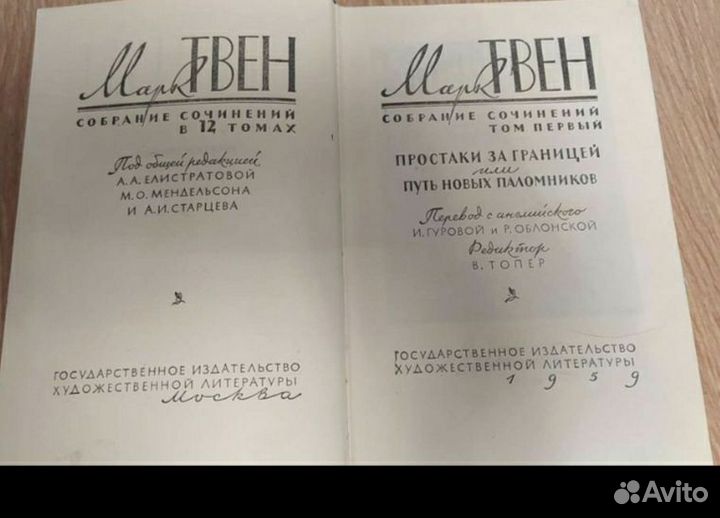 Марк ТВЕН
СОБРАНИЕ СОЧИНЕНИЙ
В 12 ТОМАХ
Под общей редакцией
А. А. ЕЛИСТРАТОВОЙ
М. О. МЕНДЕЛЬСОНА
И А. И. СТАРЦЕВА
ГОСУДАРСТВЕННОЕ ИЗДАТЕЛЬСТВО
ХУДОЖЕСТВЕННОЙ ЛИТЕРАТУРЫ
Москва
Марк ТВЕН
СОБРАНИЕ СОЧИНЕНИЙ
ТОМ ПЕРВЫЙ
ПРОСТАКИ ЗА ГРАНИЦЕЙ
или
ПУТЬ НОВЫХ ПАЛОМНИКОВ
Перевод с английского
И. ГУРОВОЙ и Р. ОБЛОНСКОЙ
Редактор
В. ТОПЕР
ГОСУДАРСТВЕННОЕ ИЗДАТЕЛЬСТВО
ХУДОЖЕСТВЕННОЙ ЛИТЕРАТУРЫ
1959
Avito